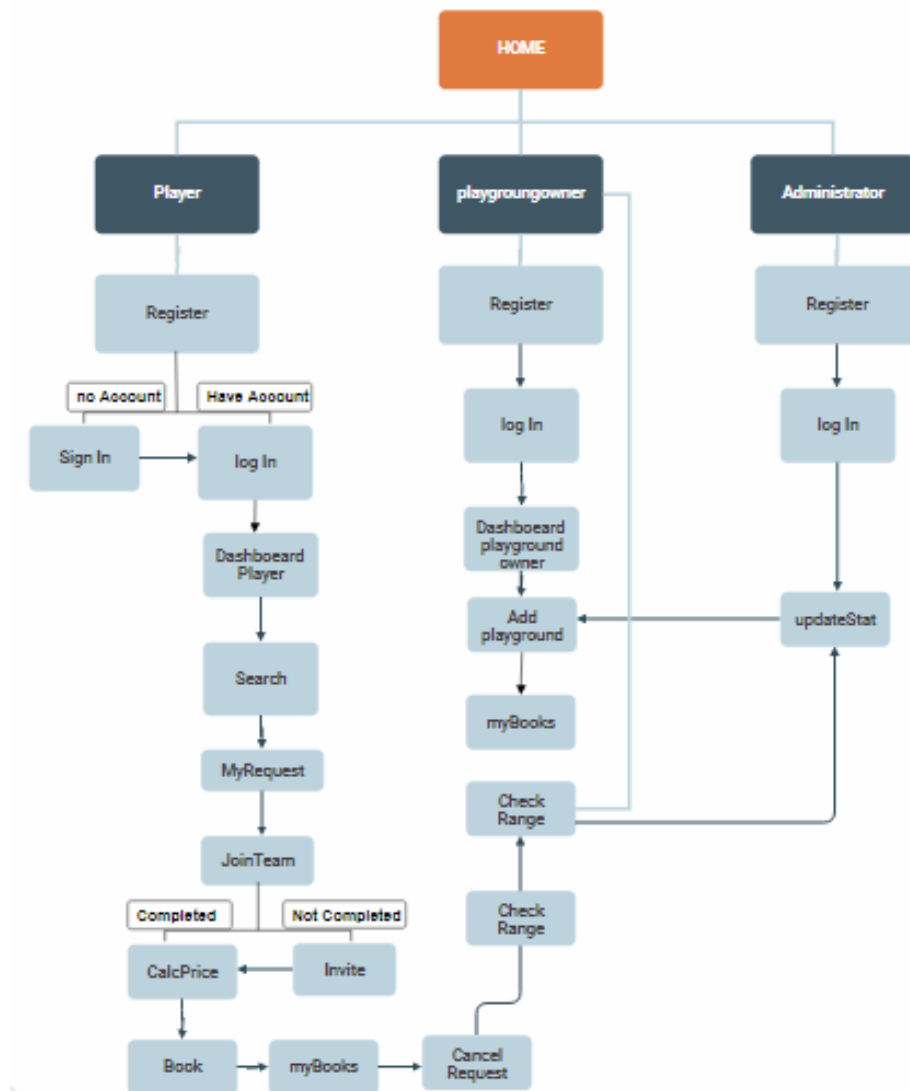 HOME
Player
playgroungowner
Administrator
Register
Register
Register
no Account
Have Account
Sign In
log In
log In
log In
Dashboeard
Player
Dashboeard
playground
owner
Search
Add
playground
updateStat
myBooks
MyRequest
Check
Range
JoinTeam
Completed
Not Completed
Check
Range
CalcPrice
Invite
Book
myBooks
Cancel
Request